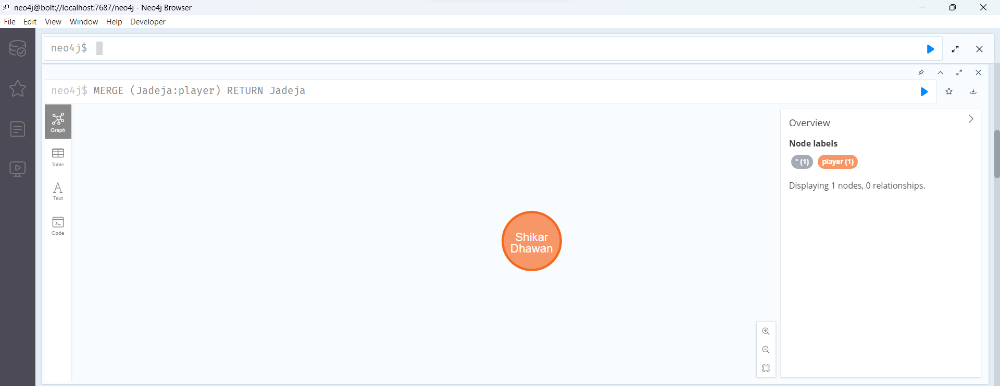 neo4j@bolt://localhost:7687/neo4j - Neo4j Browser
File Edit View Window Help Developer
neo4j$
neo4j$ MERGE (Jadeja:player) RETURN Jadeja
Graph
Table
Text
Code
Shikar
Dhawan
Overview
Node labels
* (1) player (1)
Displaying 1 nodes, 0 relationships.